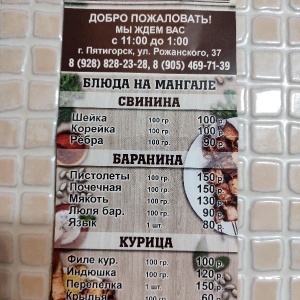 ДОБРО ПОЖАЛОВАТЬ!
МЫ ЖДЕМ ВАС
с 11:00 до 1:00
г. Пятигорск, ул. Рожанского, 37
8 (928) 828-23-28, 8 (905) 469-71-39
БЛЮДА НА МАНГАЛЕ
СВИНИНА
Шейка 100 гр. 100 р.
Корейка 100 гр. 100 р.
Ребра 100 гр. 90 р.
БАРАНИНА
Пистолеты 100 гр. 150 р.
Почечная 100 гр. 150 р.
Мякоть 100 гр. 130 р.
Люля бар. 100 гр. 90 р.
Язык 1 шт. 80 р.
КУРИЦА
Филе кур. 100 гр. 100 р.
Индюшка 100 гр. 120 р.
Перепелка 1 шт. 150 р.
Крылья 100 гр. 60 р.